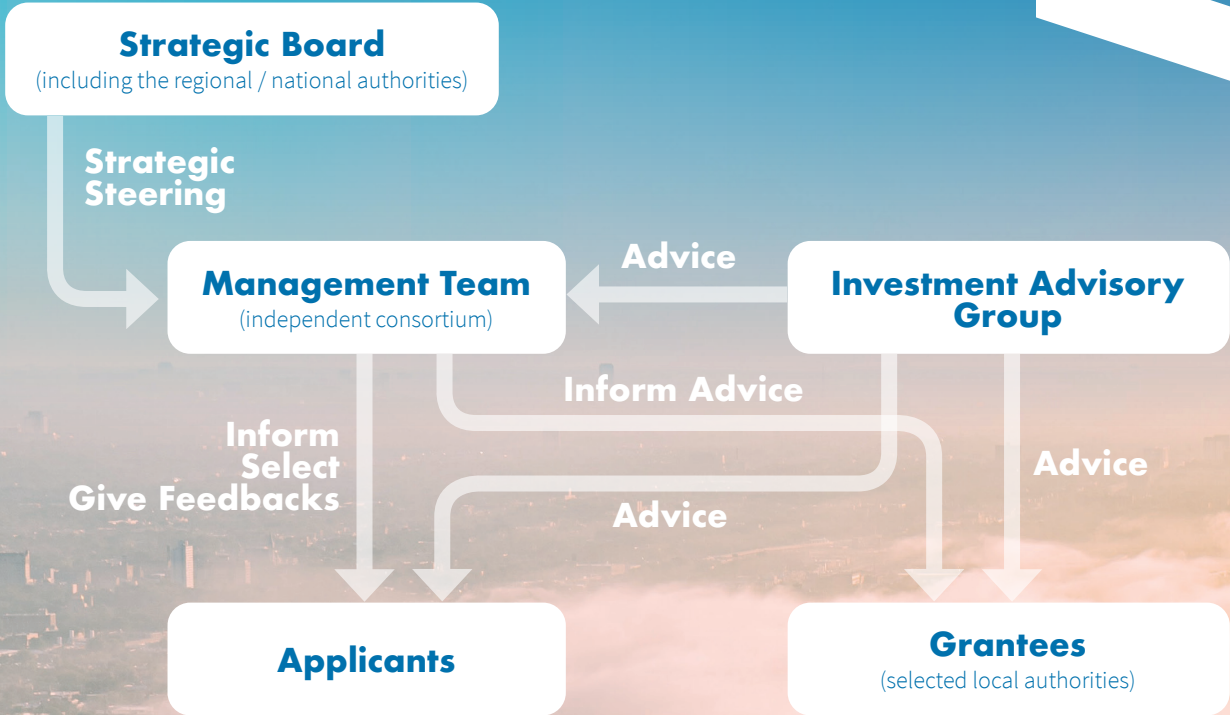 Strategic Board
(including the regional / national authorities)
Strategic
Steering
Management Team
(independent consortium)
Advice
Investment Advisory
Group
Inform Advice
Inform
Select
Give Feedbacks
Advice
Advice
Applicants
Grantees
(selected local authorities)